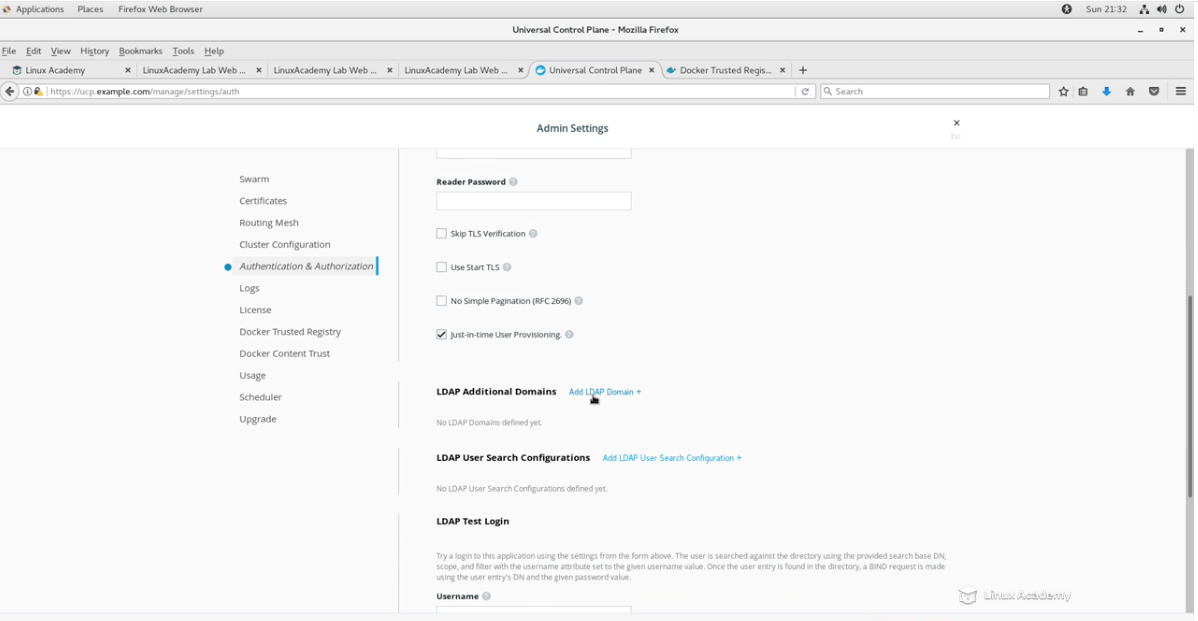 Applications Places Firefox Web Browser Sun 21:32
Universal Control Plane - Mozilla Firefox
File Edit View History Bookmarks Tools Help
Linux Academy LinuxAcademy Lab Web ... LinuxAcademy Lab Web ... LinuxAcademy Lab Web ... Universal Control Plane Docker Trusted Regis...
https://ucp.example.com/manage/settings/auth Search
Admin Settings
Esc
Swarm
Certificates
Routing Mesh
Cluster Configuration
Authentication & Authorization
Logs
License
Docker Trusted Registry
Docker Content Trust
Usage
Scheduler
Upgrade
Reader Password
Skip TLS Verification
Use Start TLS
No Simple Pagination (RFC 2696)
Just-in-time User Provisioning.
LDAP Additional Domains Add LDAP Domain +
No LDAP Domains defined yet.
LDAP User Search Configurations Add LDAP User Search Configuration +
No LDAP User Search Configurations defined yet.
LDAP Test Login
Try a login to this application using the settings from the form above. The user is searched against the directory using the provided search base DN,
scope, and filter with the username attribute set to the given username value. Once the user entry is found in the directory, a BIND request is made
using the user entry's DN and the given password value.
Username
Linux Academy